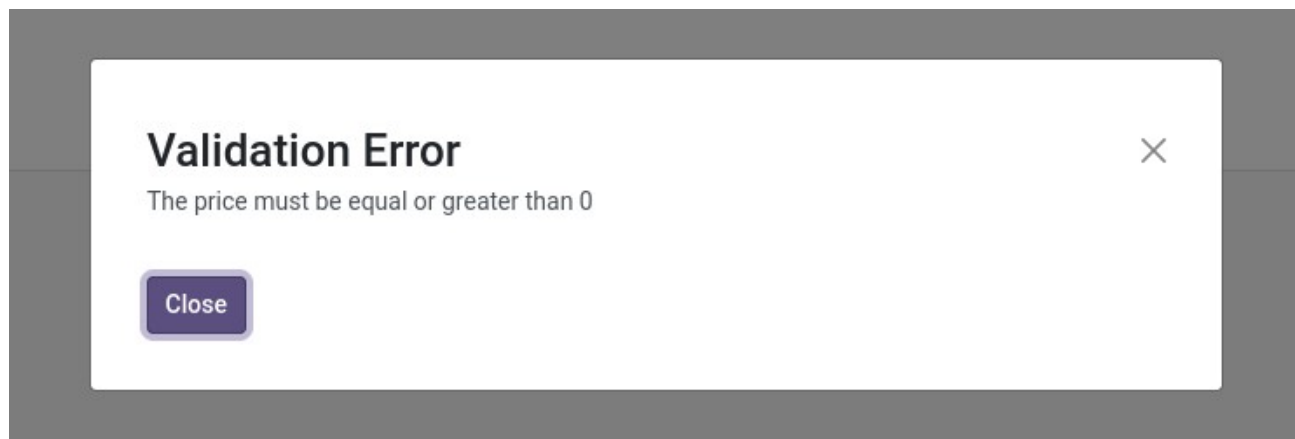 Validation Error
The price must be equal or greater than 0
Close